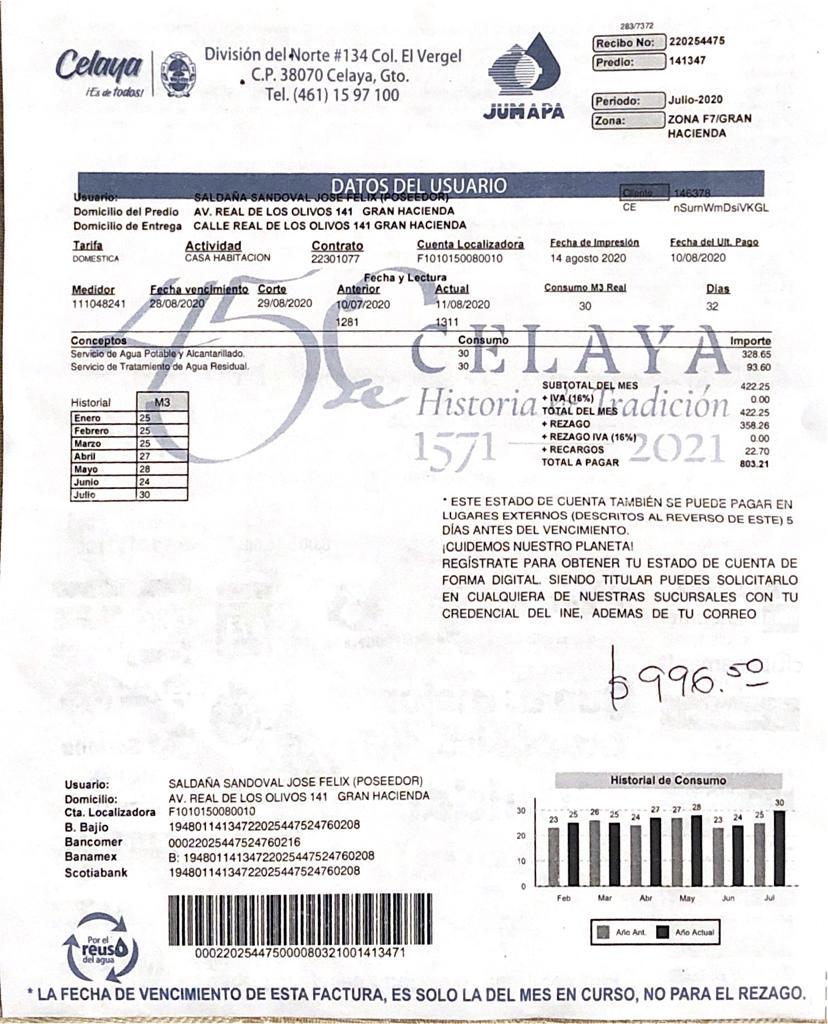 283/7372
Celaya
¡Es de todos!
División del Norte #134 Col. El Vergel
C.P. 38070 Celaya, Gto.
Tel. (461) 15 97 100
JUMAPA
Recibo No: 220254475
Predio: 141347
Periodo: Julio-2020
Zona: ZONA F7/GRAN
HACIENDA
DATOS DEL USUARIO
Usuario: SALDAÑA SANDOVAL JOSE FELIX (POSEEDOR)
Cliente 146378
Domicilio del Predio AV. REAL DE LOS OLIVOS 141 GRAN HACIENDA
CE nSurnWmDsiVKGL
Domicilio de Entrega CALLE REAL DE LOS OLIVOS 141 GRAN HACIENDA
Tarifa Actividad Contrato Cuenta Localizadora Fecha de Impresión Fecha del Ult. Pago
DOMESTICA CASA HABITACION 22301077 F1010150080010 14 agosto 2020 10/08/2020
Fecha y Lectura
Medidor Fecha vencimiento Corte Anterior Actual Consumo M3 Real Dias
111048241 28/08/2020 29/08/2020 10/07/2020 11/08/2020 30 32
1281 1311
45 CELAYA
Historia de Tradición
1571 — 2021
Conceptos Consumo Importe
Servicio de Agua Potable y Alcantarillado. 30 328.65
Servicio de Tratamiento de Agua Residual. 30 93.60
SUBTOTAL DEL MES 422.25
+ IVA (16%) 0.00
TOTAL DEL MES 422.25
+ REZAGO 358.26
+ REZAGO IVA (16%) 0.00
+ RECARGOS 22.70
TOTAL A PAGAR 803.21
Historial M3
Enero 25
Febrero 25
Marzo 25
Abril 27
Mayo 28
Junio 24
Julio 30
* ESTE ESTADO DE CUENTA TAMBIÉN SE PUEDE PAGAR EN
LUGARES EXTERNOS (DESCRITOS AL REVERSO DE ESTE) 5
DÍAS ANTES DEL VENCIMIENTO.
¡CUIDEMOS NUESTRO PLANETA!
REGÍSTRATE PARA OBTENER TU ESTADO DE CUENTA DE
FORMA DIGITAL. SIENDO TITULAR PUEDES SOLICITARLO
EN CUALQUIERA DE NUESTRAS SUCURSALES CON TU
CREDENCIAL DEL INE, ADEMAS DE TU CORREO
$996.50
Usuario: SALDAÑA SANDOVAL JOSE FELIX (POSEEDOR)
Domicilio: AV. REAL DE LOS OLIVOS 141 GRAN HACIENDA
Cta. Localizadora F1010150080010
B. Bajio 19480114134722025447524760208
Bancomer 00022025447524760216
Banamex B: 19480114134722025447524760208
Scotiabank 19480114134722025447524760208
Historial de Consumo
30
20
10
0
23 25 26 25 24 27 27 28 23 24 25 30
Feb Mar Abr May Jun Jul
Año Ant. Año Actual
Por el
reuso
del agua
00022025447500008032100141347​1
* LA FECHA DE VENCIMIENTO DE ESTA FACTURA, ES SOLO LA DEL MES EN CURSO, NO PARA EL REZAGO.